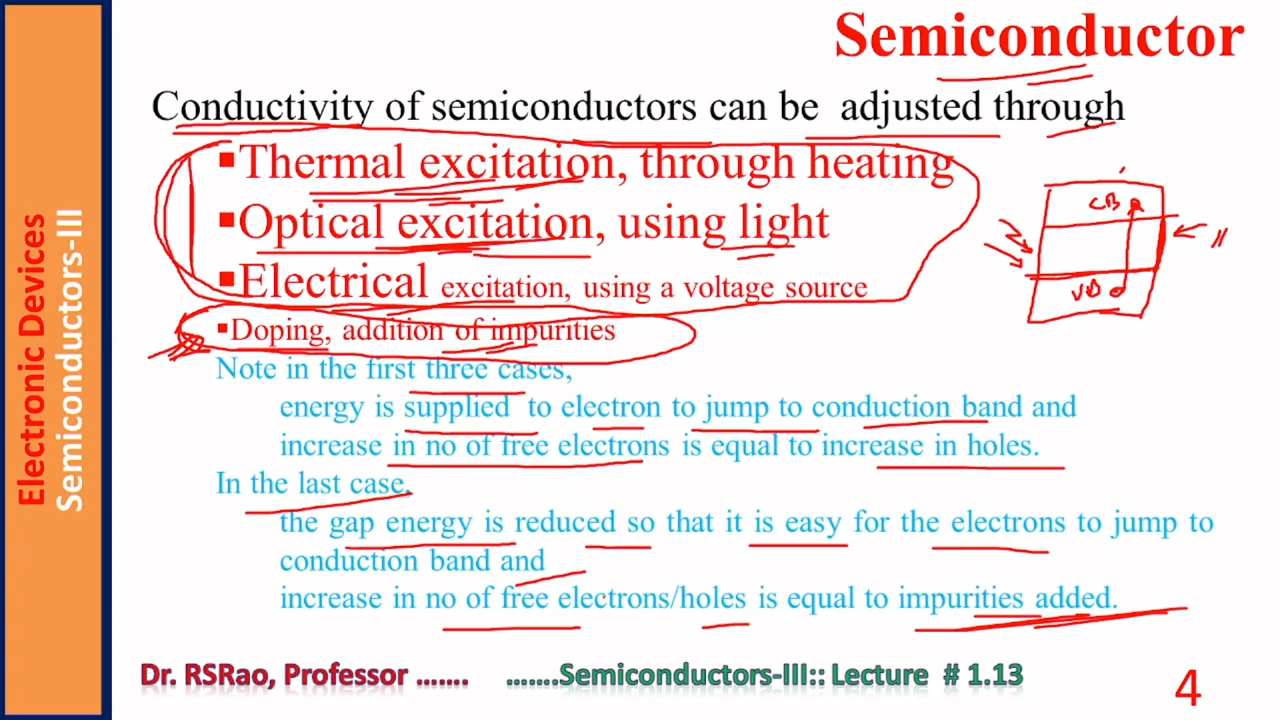 Semiconductor
Conductivity of semiconductors can be adjusted through
▪Thermal excitation, through heating
▪Optical excitation, using light
▪Electrical excitation, using a voltage source
▪Doping, addition of impurities
Note in the first three cases,
energy is supplied to electron to jump to conduction band and
increase in no of free electrons is equal to increase in holes.
In the last case,
the gap energy is reduced so that it is easy for the electrons to jump to
conduction band and
increase in no of free electrons/holes is equal to impurities added.
CB
VB
Electronic Devices
Semiconductors-III
Dr. RSRao, Professor ....... .......Semiconductors-III:: Lecture # 1.13
4